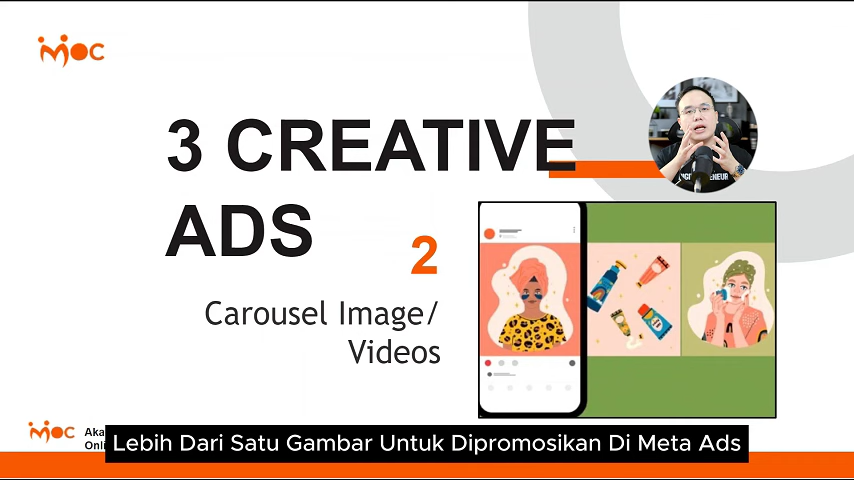 MOC
3 CREATIVE
ADS
2
Carousel Image/
Videos
MOC
Lebih Dari Satu Gambar Untuk Dipromosikan Di Meta Ads